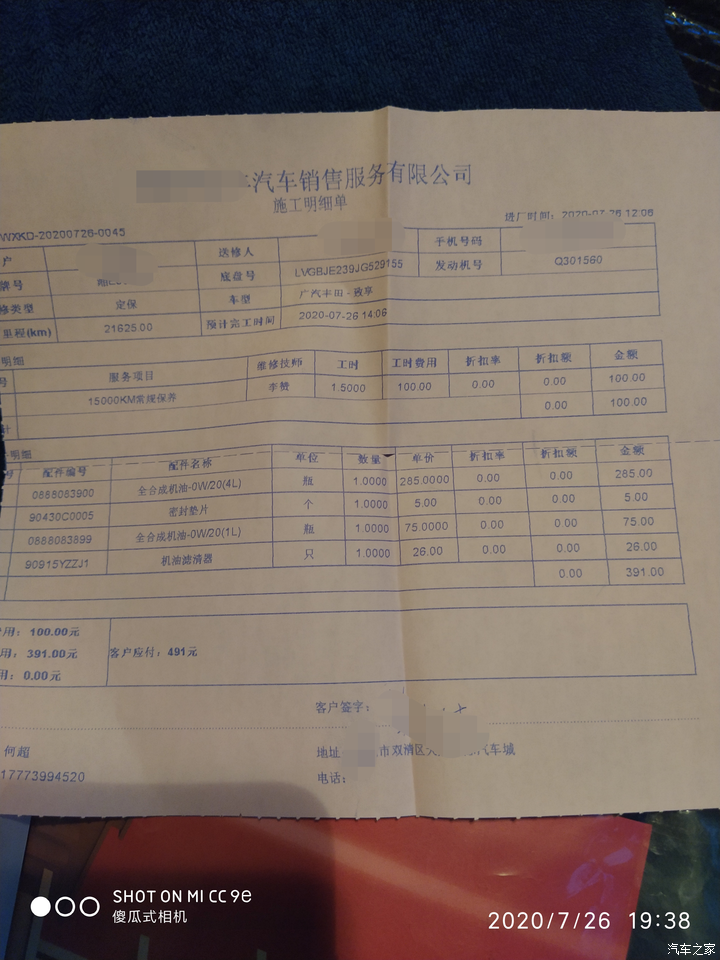 汽车销售服务有限公司
施工明细单
WXKD-20200726-0045 进厂时间：2020-07-26 12:06
户 送修人 手机号码
牌号 底盘号 LVGBJE239JG529155 发动机号 Q301560
修类型 定保 车型 广汽丰田-致享
里程(km) 21625.00 预计完工时间 2020-07-26 14:06
明细
号 服务项目 维修技师 工时 工时费用 折扣率 折扣额 金额
15000KM常规保养 李赞 1.5000 100.00 0.00 0.00 100.00
计 0.00 100.00
明细
号 配件编号 配件名称 单位 数量 单价 折扣率 折扣额 金额
0888083900 全合成机油-0W/20(4L) 瓶 1.0000 285.0000 0.00 0.00 285.00
90430C0005 密封垫片 个 1.0000 5.00 0.00 0.00 5.00
0888083899 全合成机油-0W/20(1L) 瓶 1.0000 75.0000 0.00 0.00 75.00
90915YZZJ1 机油滤清器 只 1.0000 26.00 0.00 0.00 26.00
0.00 391.00
费用：100.00元
用：391.00元 客户应付：491元
用：0.00元
客户签字：
何超 地址 市双清区 汽车城
17773994520 电话：
SHOT ON MI CC 9e
傻瓜式相机
2020/7/26 19:38
汽车之家